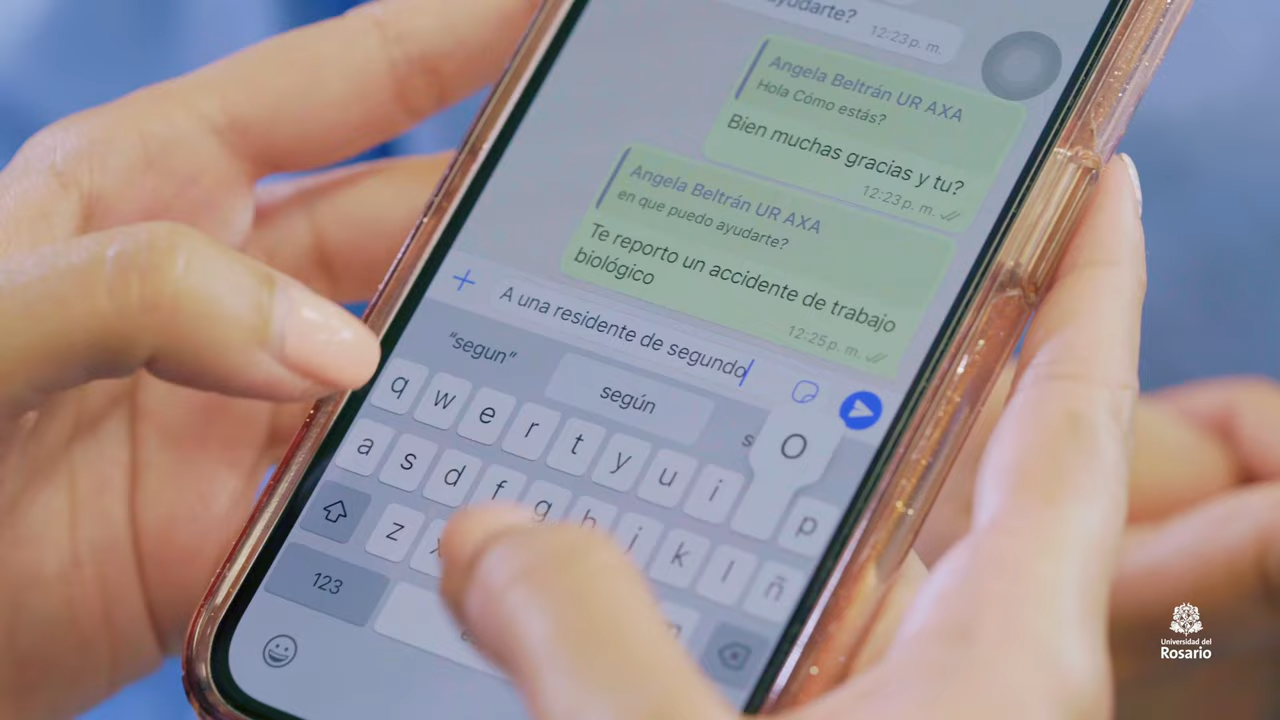 ayudarte?
12:23 p. m.
Angela Beltrán UR AXA
Hola Cómo estás?
Bien muchas gracias y tu?
12:23 p. m.
Angela Beltrán UR AXA
en que puedo ayudarte?
Te reporto un accidente de trabajo
biológico
12:25 p. m.
A una residente de segundo
"segun"
según
s
O
q w e r t y u i p
a s d f g h j k l ñ
z x
123
Universidad del
Rosario